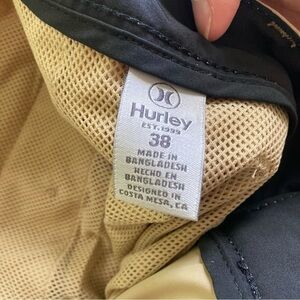 Hurley
EST. 1999
38
MADE IN
BANGLADESH
HECHO EN
BANGLADESH
DESIGNED IN
COSTA MESA, CA